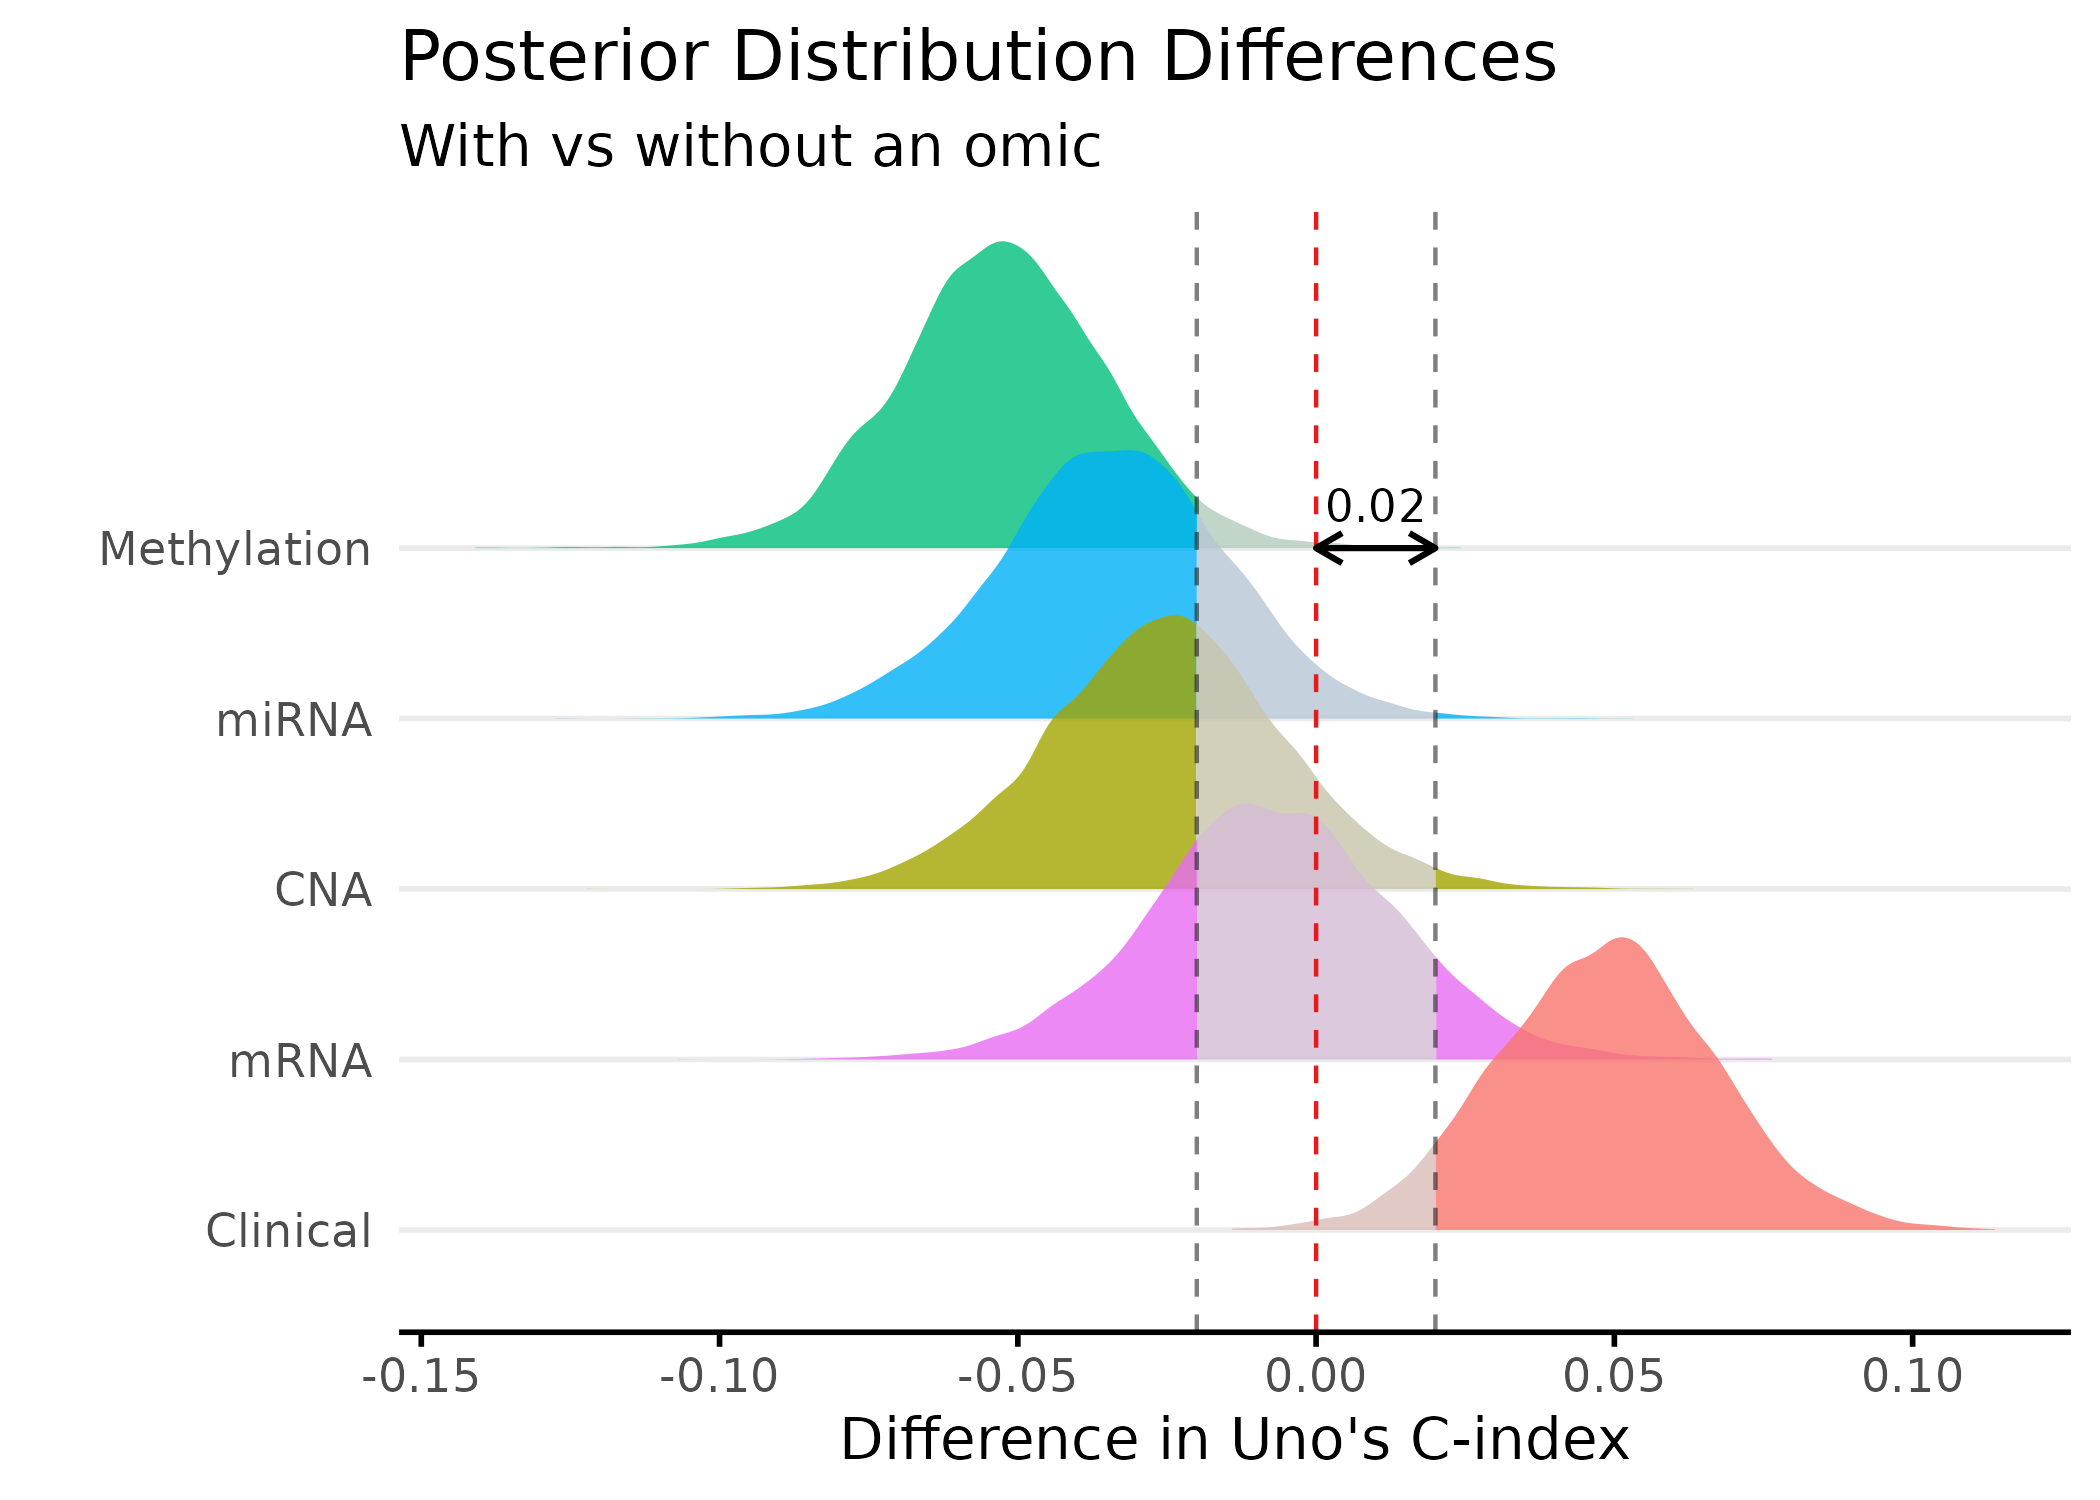 Posterior Distribution Differences
With vs without an omic
0.02
Methylation
miRNA
CNA
mRNA
Clinical
-0.15 -0.10 -0.05 0.00 0.05 0.10
Difference in Uno's C-index